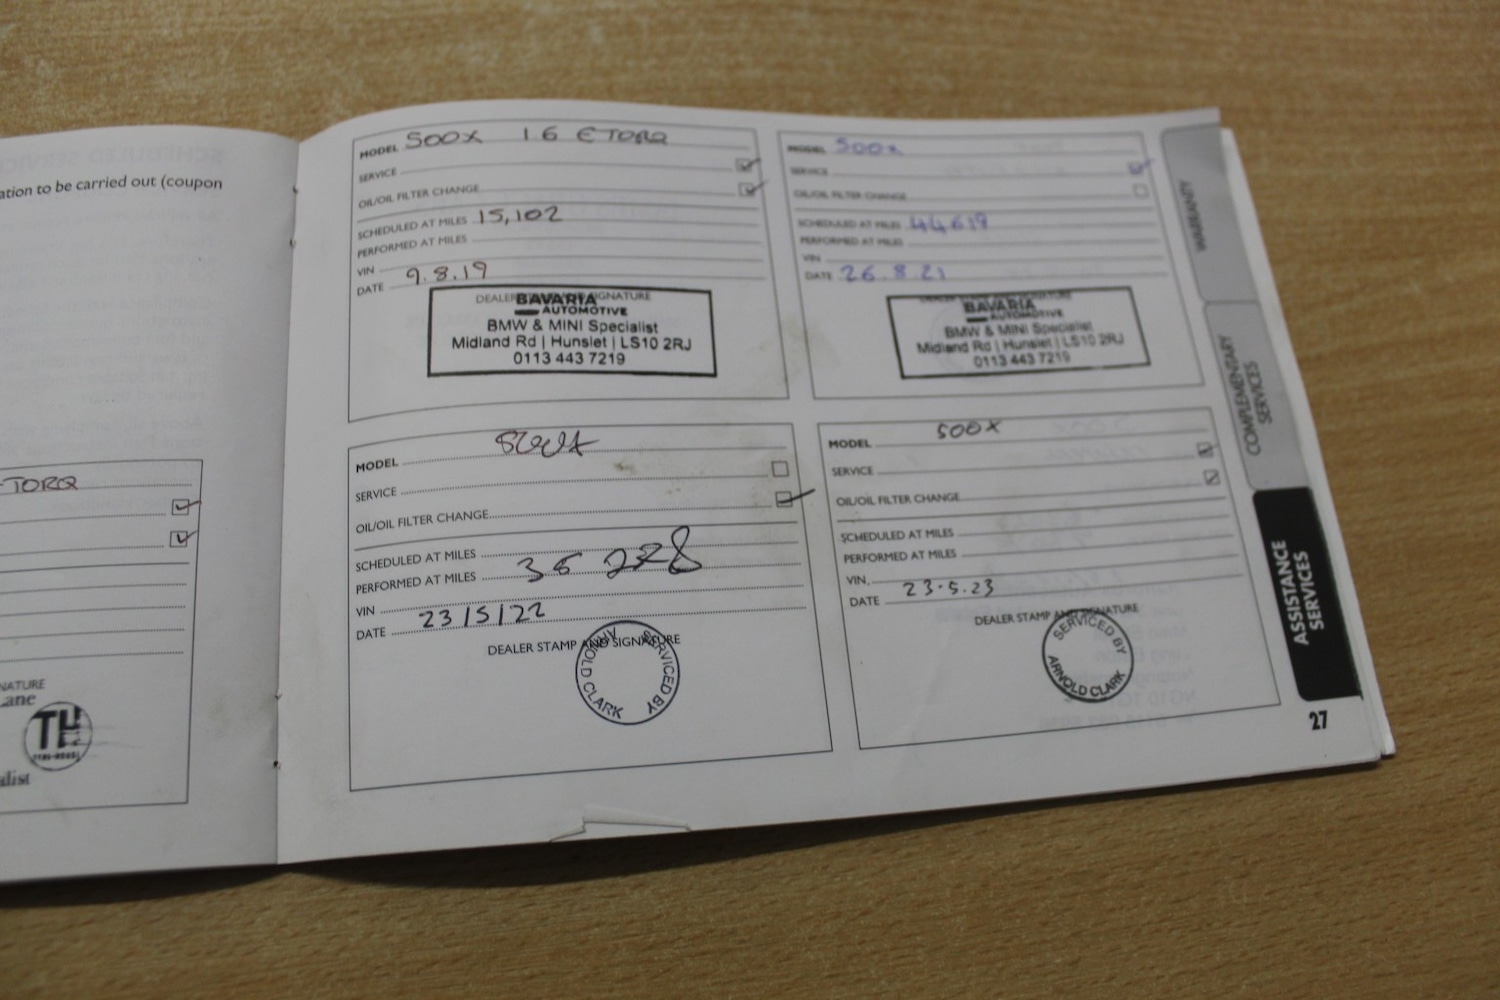 ation to be carried out (coupon
-TORQ
NATURE
Lane
TH
alist
MODEL 500X 1.6 ETORQ
SERVICE
OIL/OIL FILTER CHANGE
SCHEDULED AT MILES 15,102
PERFORMED AT MILES
VIN
DATE 9.8.19
DEALER STAMP AND SIGNATURE
BAVARIA
AUTOMOTIVE
BMW & MINI Specialist
Midland Rd | Hunslet | LS10 2RJ
0113 443 7219
MODEL 500x
SERVICE
OIL/OIL FILTER CHANGE
SCHEDULED AT MILES 44619
PERFORMED AT MILES
VIN
DATE 26.8.21
BAVARIA
AUTOMOTIVE
BMW & MINI Specialist
Midland Rd | Hunslet | LS10 2RJ
0113 443 7219
MODEL
SERVICE
OIL/OIL FILTER CHANGE
SCHEDULED AT MILES
PERFORMED AT MILES
VIN
DATE 23/5/22
DEALER STAMP AND SIGNATURE
SERVICED BY
ARNOLD CLARK
MODEL 500X
SERVICE
OIL/OIL FILTER CHANGE
SCHEDULED AT MILES
PERFORMED AT MILES
VIN
DATE 23.5.23
DEALER STAMP AND SIGNATURE
SERVICED BY
ARNOLD CLARK
WARRANTY
COMPLEMENTARY
SERVICES
ASSISTANCE
SERVICES
27